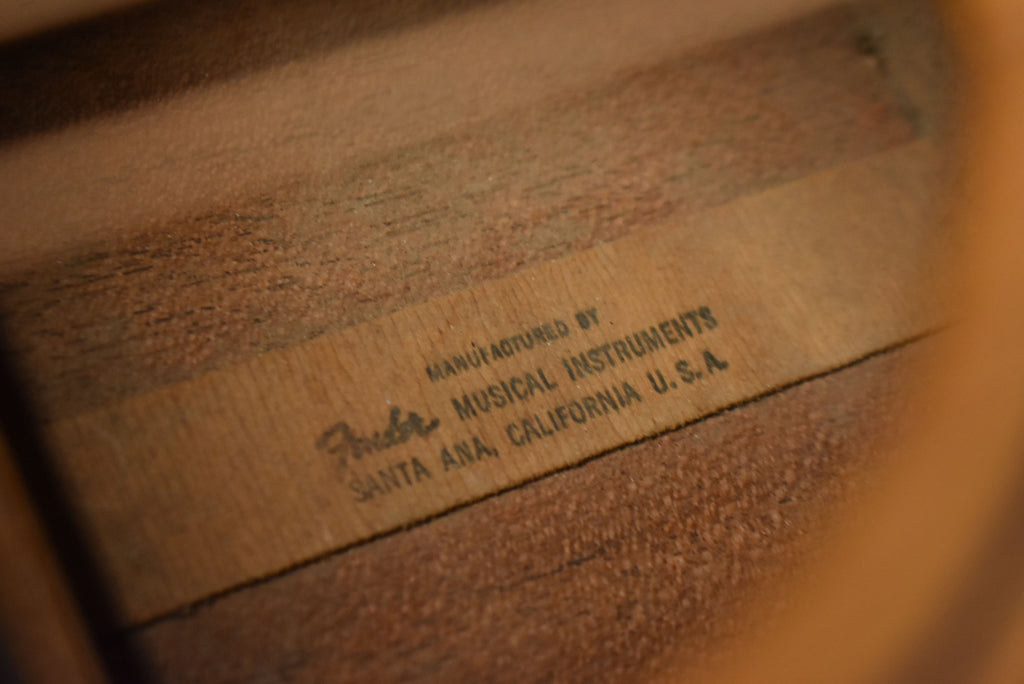 MANUFACTURED BY
Fender MUSICAL INSTRUMENTS
SANTA ANA, CALIFORNIA U.S.A.